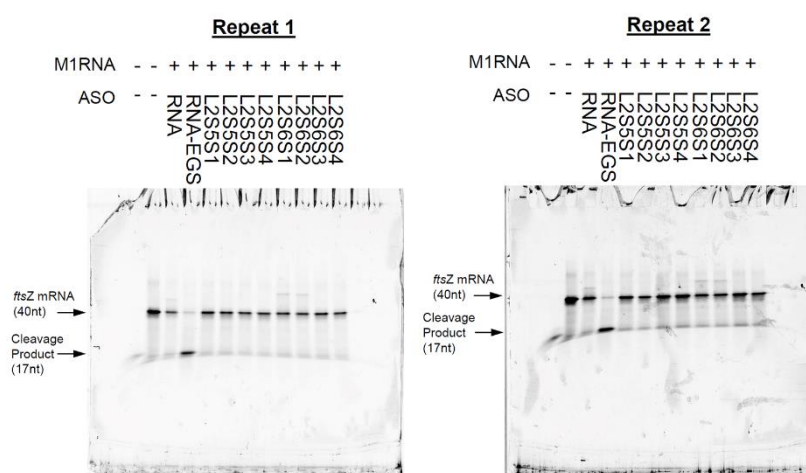 Repeat 1
M1RNA - - + + + + + + + + + +
ASO - - RNA RNA-EGS L2S5S1 L2S5S2 L2S5S3 L2S5S4 L2S6S1 L2S6S2 L2S6S3 L2S6S4
ftsZ mRNA
(40nt)
Cleavage
Product
(17nt)
Repeat 2
M1RNA - - + + + + + + + + + +
ASO - - RNA RNA-EGS L2S5S1 L2S5S2 L2S5S3 L2S5S4 L2S6S1 L2S6S2 L2S6S3 L2S6S4
ftsZ mRNA
(40nt)
Cleavage
Product
(17nt)